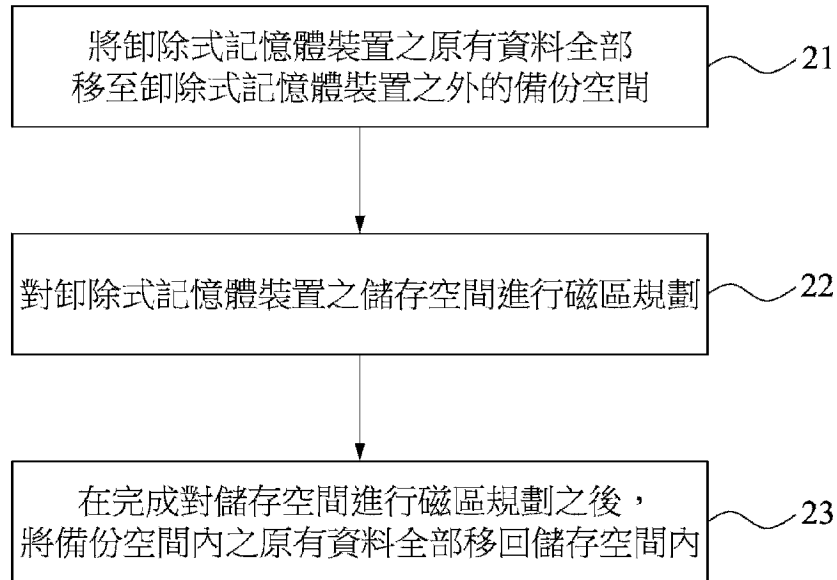 將卸除式記憶體裝置之原有資料全部
移至卸除式記憶體裝置之外的備份空間
21
對卸除式記憶體裝置之儲存空間進行磁區規劃
22
在完成對儲存空間進行磁區規劃之後，
將備份空間內之原有資料全部移回儲存空間內
23